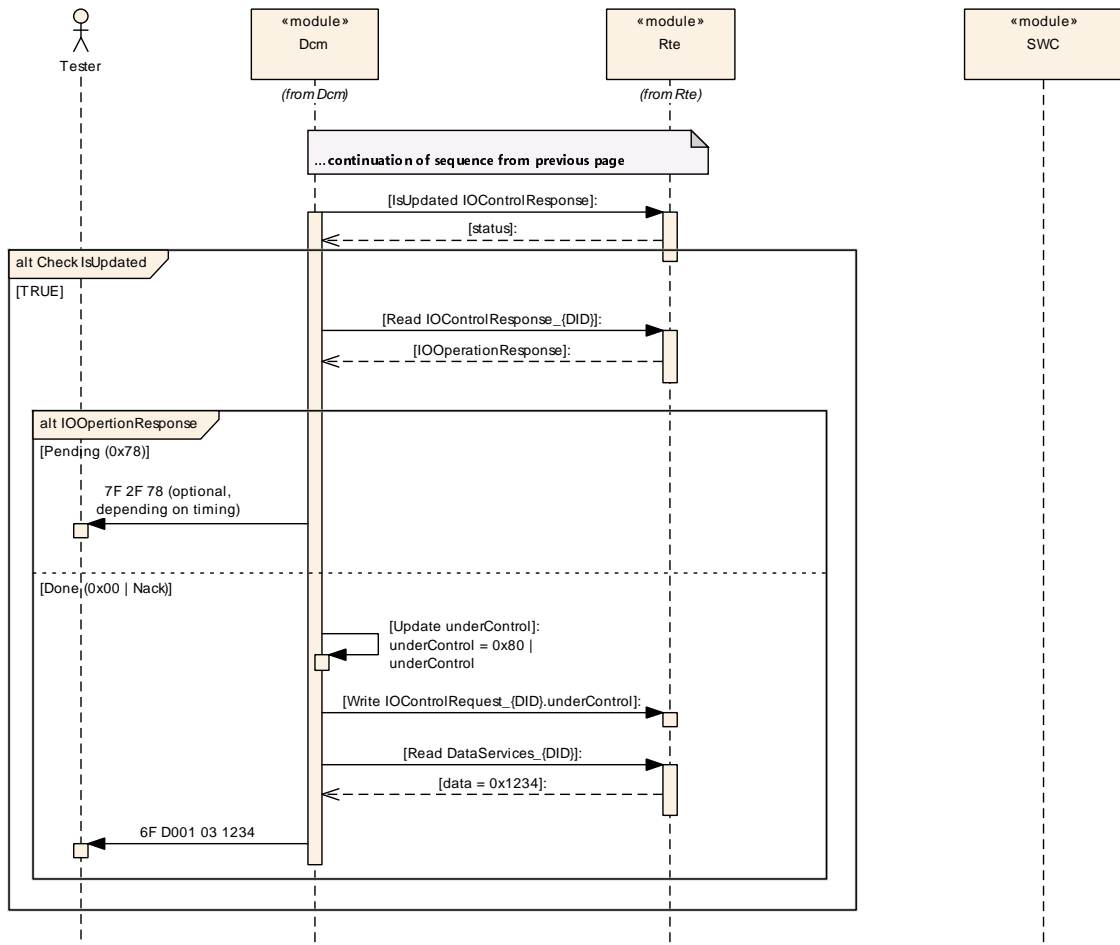 «module»
Dcm
«module»
Rte
«module»
SWC
Tester
(from Dcm)
(from Rte)
...continuation of sequence from previous page
[IsUpdated IOControlResponse]:
[status]:
alt CheckIsUpdated
[TRUE]
[Read IOControlResponse_{DID}]:
[IOOperationResponse]:
alt IOOpertionResponse
[Pending (0x78)]
7F 2F 78 (optional,
depending on timing)
[Done (0x00 | Nack)]
[Update underControl]:
underControl = 0x80 |
underControl
[Write IOControlRequest_{DID}.underControl]:
[Read DataServices_{DID}]:
[data = 0x1234]:
6F D001 03 1234